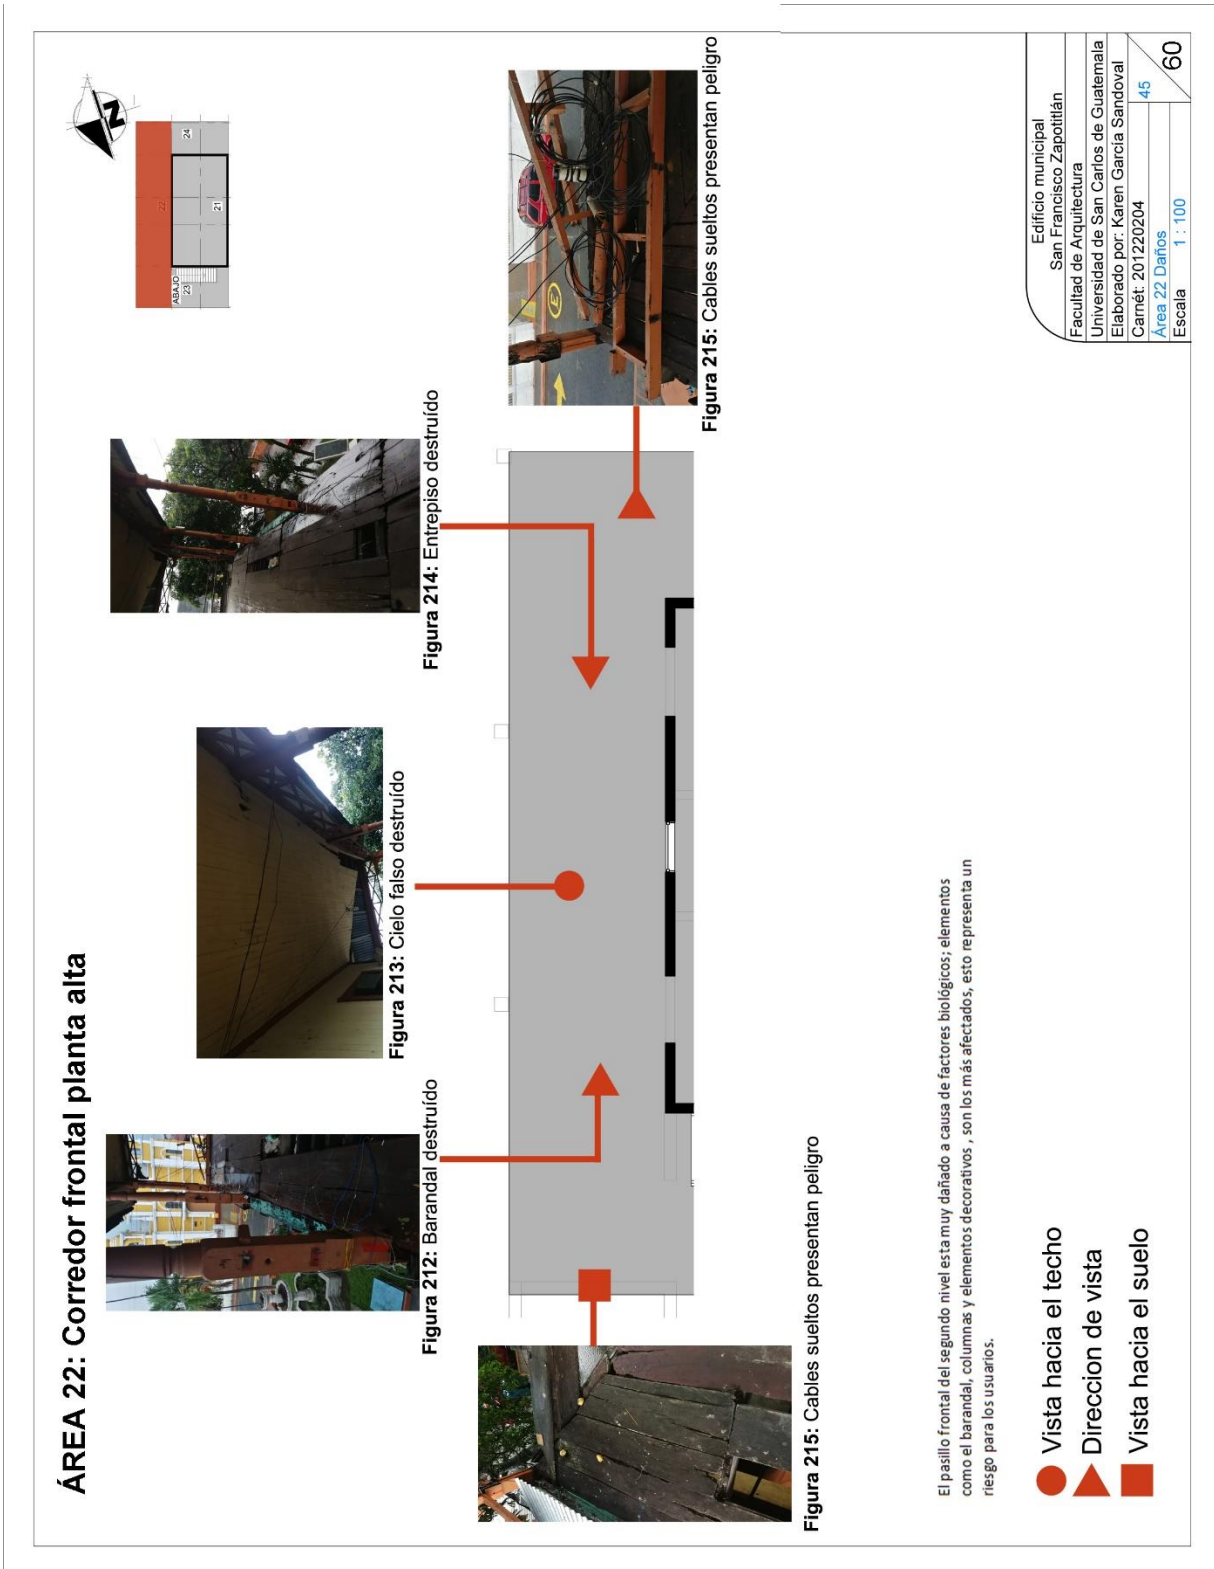 ÁREA 22: Corredor frontal planta alta
N
22
24
ABAJO
23
21
Figura 212: Barandal destruído
Figura 213: Cielo falso destruído
Figura 214: Entrepiso destruído
3
Figura 215: Cables sueltos presentan peligro
Figura 215: Cables sueltos presentan peligro
El pasillo frontal del segundo nivel esta muy dañado a causa de factores biológicos; elementos
como el barandal, columnas y elementos decorativos , son los más afectados, esto representa un
riesgo para los usuarios.
Vista hacia el techo
Direccion de vista
Vista hacia el suelo
Edificio municipal
San Francisco Zapotitlán
Facultad de Arquitectura
Universidad de San Carlos de Guatemala
Elaborado por: Karen García Sandoval
Carnét: 201220204
Área 22 Daños
Escala 1 : 100
45
60